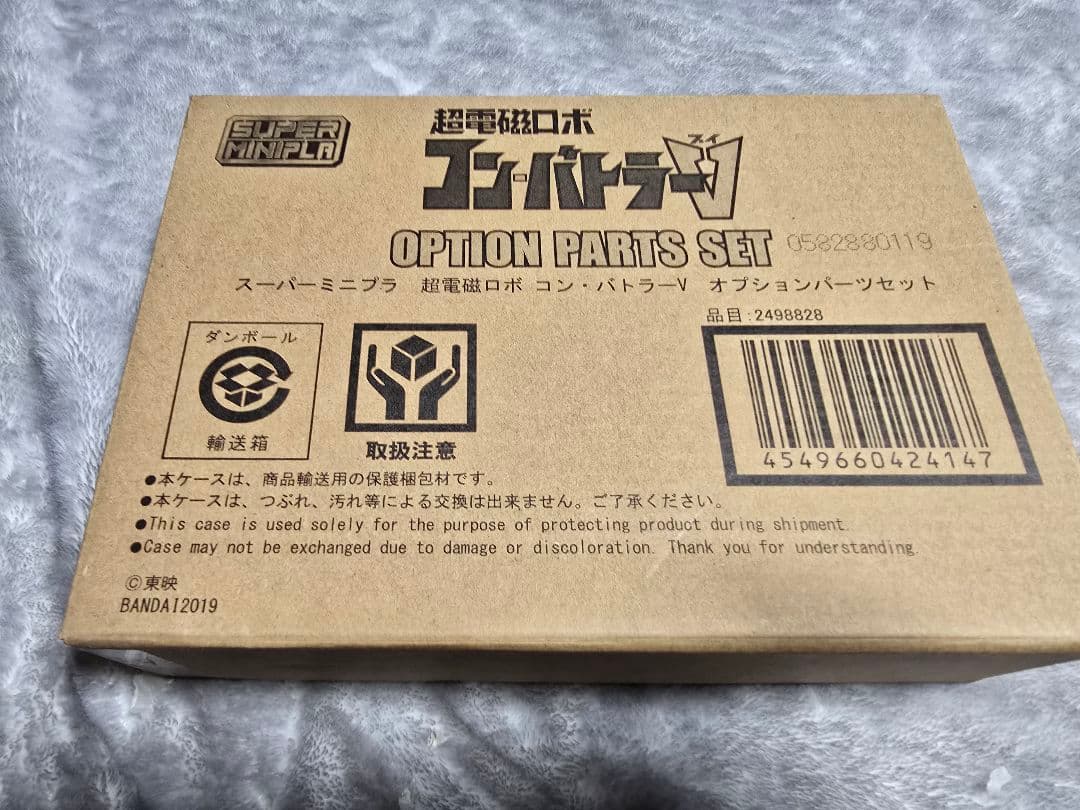 SUPER
MINIPLA
超電磁ロボ
コン・バトラーV
ブイ
OPTION PARTS SET
0582880119
スーパーミニプラ 超電磁ロボ コン・バトラーV オプションパーツセット
品目:2498828
4549660424147
ダンボール
輸送箱
取扱注意
●本ケースは、商品輸送用の保護梱包材です。
●本ケースは、つぶれ、汚れ等による交換は出来ません。ご了承ください。
●This case is used solely for the purpose of protecting product during shipment.
●Case may not be exchanged due to damage or discoloration. Thank you for understanding.
©東映
BANDAI2019